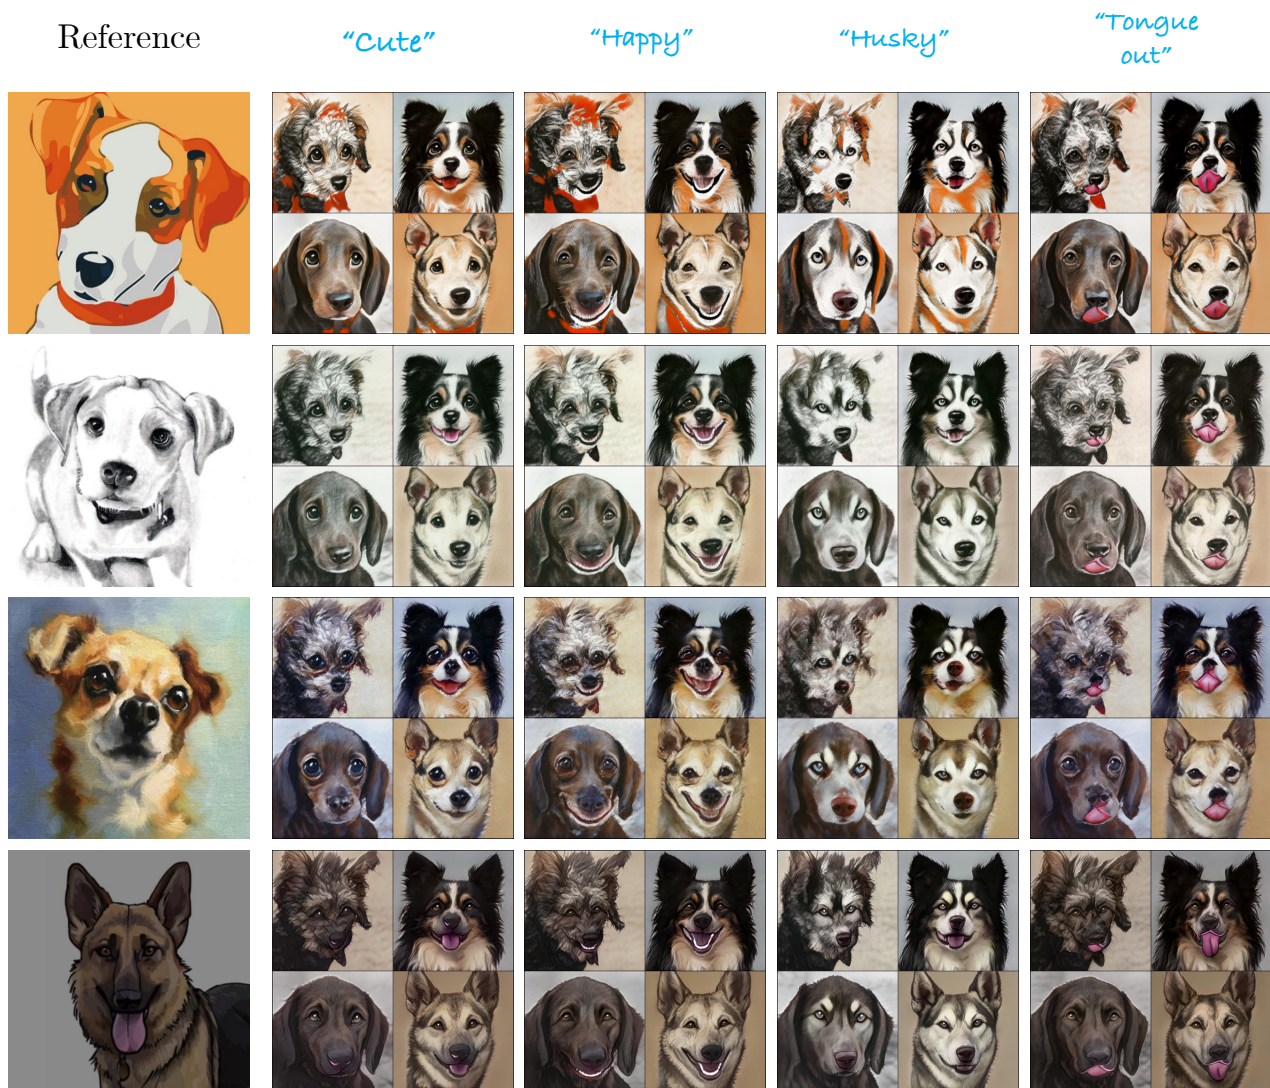 Reference
“Cute”
“Happy”
“Husky”
“Tongue
out”